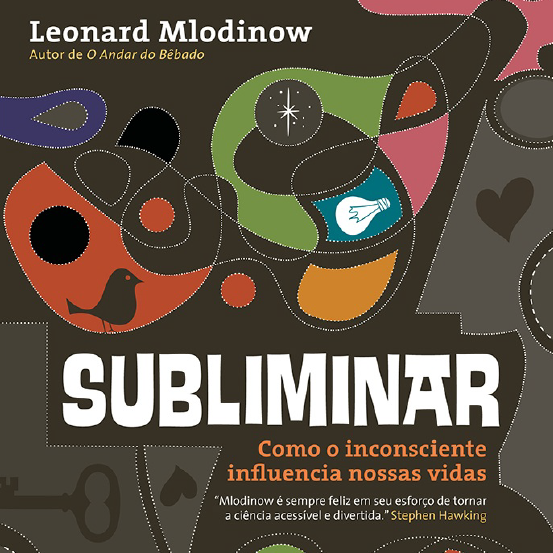 Leonard Mlodinow
Autor de O Andar do Bêbado
SUBLIMINAR
Como o inconsciente
influencia nossas vidas
“Mlodinow é sempre feliz em seu esforço de tornar
a ciência acessível e divertida.” Stephen Hawking